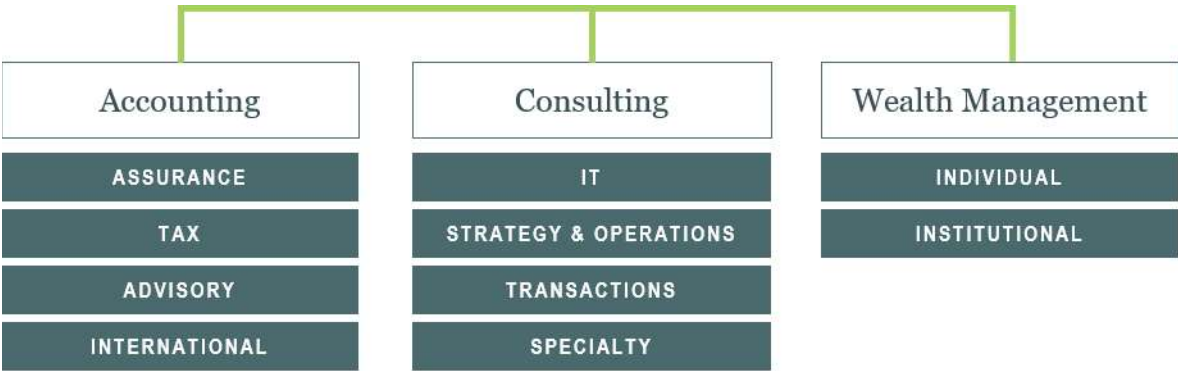 Accounting
ASSURANCE
TAX
ADVISORY
INTERNATIONAL
Consulting
IT
STRATEGY & OPERATIONS
TRANSACTIONS
SPECIALTY
Wealth Management
INDIVIDUAL
INSTITUTIONAL